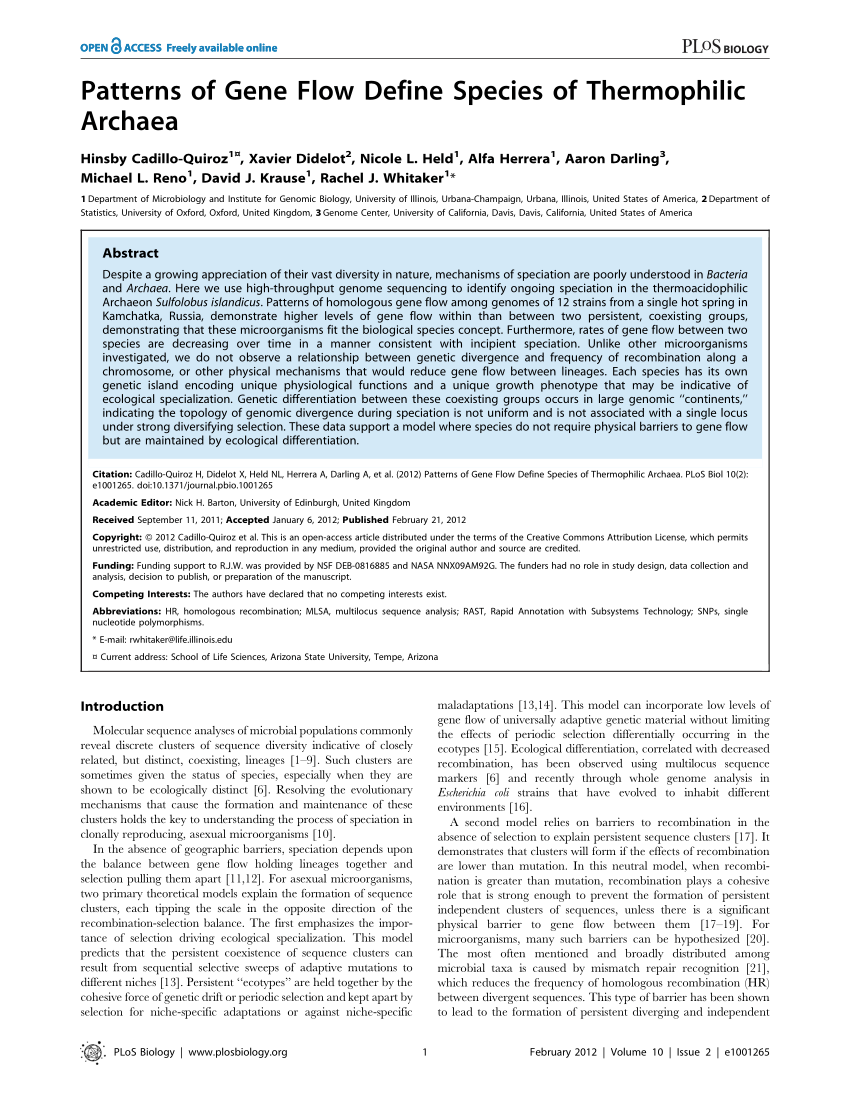 OPEN ACCESS Freely available online
PLoS BIOLOGY
Patterns of Gene Flow Define Species of Thermophilic
Archaea
Hinsby Cadillo-Quiroz1¤, Xavier Didelot2, Nicole L. Held1, Alfa Herrera1, Aaron Darling3,
Michael L. Reno1, David J. Krause1, Rachel J. Whitaker1*
1 Department of Microbiology and Institute for Genomic Biology, University of Illinois, Urbana-Champaign, Urbana, Illinois, United States of America, 2 Department of
Statistics, University of Oxford, Oxford, United Kingdom, 3 Genome Center, University of California, Davis, Davis, California, United States of America
Abstract
Despite a growing appreciation of their vast diversity in nature, mechanisms of speciation are poorly understood in Bacteria
and Archaea. Here we use high-throughput genome sequencing to identify ongoing speciation in the thermoacidophilic
Archaeon Sulfolobus islandicus. Patterns of homologous gene flow among genomes of 12 strains from a single hot spring in
Kamchatka, Russia, demonstrate higher levels of gene flow within than between two persistent, coexisting groups,
demonstrating that these microorganisms fit the biological species concept. Furthermore, rates of gene flow between two
species are decreasing over time in a manner consistent with incipient speciation. Unlike other microorganisms
investigated, we do not observe a relationship between genetic divergence and frequency of recombination along a
chromosome, or other physical mechanisms that would reduce gene flow between lineages. Each species has its own
genetic island encoding unique physiological functions and a unique growth phenotype that may be indicative of
ecological specialization. Genetic differentiation between these coexisting groups occurs in large genomic ‘‘continents,’’
indicating the topology of genomic divergence during speciation is not uniform and is not associated with a single locus
under strong diversifying selection. These data support a model where species do not require physical barriers to gene flow
but are maintained by ecological differentiation.
Citation: Cadillo-Quiroz H, Didelot X, Held NL, Herrera A, Darling A, et al. (2012) Patterns of Gene Flow Define Species of Thermophilic Archaea. PLoS Biol 10(2):
e1001265. doi:10.1371/journal.pbio.1001265
Academic Editor: Nick H. Barton, University of Edinburgh, United Kingdom
Received September 11, 2011; Accepted January 6, 2012; Published February 21, 2012
Copyright: © 2012 Cadillo-Quiroz et al. This is an open-access article distributed under the terms of the Creative Commons Attribution License, which permits
unrestricted use, distribution, and reproduction in any medium, provided the original author and source are credited.
Funding: Funding support to R.J.W. was provided by NSF DEB-0816885 and NASA NNX09AM92G. The funders had no role in study design, data collection and
analysis, decision to publish, or preparation of the manuscript.
Competing Interests: The authors have declared that no competing interests exist.
Abbreviations: HR, homologous recombination; MLSA, multilocus sequence analysis; RAST, Rapid Annotation with Subsystems Technology; SNPs, single
nucleotide polymorphisms.
* E-mail: rwhitaker@life.illinois.edu
¤ Current address: School of Life Sciences, Arizona State University, Tempe, Arizona
Introduction
Molecular sequence analyses of microbial populations commonly
reveal discrete clusters of sequence diversity indicative of closely
related, but distinct, coexisting, lineages [1–9]. Such clusters are
sometimes given the status of species, especially when they are
shown to be ecologically distinct [6]. Resolving the evolutionary
mechanisms that cause the formation and maintenance of these
clusters holds the key to understanding the process of speciation in
clonally reproducing, asexual microorganisms [10].
In the absence of geographic barriers, speciation depends upon
the balance between gene flow holding lineages together and
selection pulling them apart [11,12]. For asexual microorganisms,
two primary theoretical models explain the formation of sequence
clusters, each tipping the scale in the opposite direction of the
recombination-selection balance. The first emphasizes the impor-
tance of selection driving ecological specialization. This model
predicts that the persistent coexistence of sequence clusters can
result from sequential selective sweeps of adaptive mutations to
different niches [13]. Persistent ‘‘ecotypes’’ are held together by the
cohesive force of genetic drift or periodic selection and kept apart by
selection for niche-specific adaptations or against niche-specific
maladaptations [13,14]. This model can incorporate low levels of
gene flow of universally adaptive genetic material without limiting
the effects of periodic selection differentially occurring in the
ecotypes [15]. Ecological differentiation, correlated with decreased
recombination, has been observed using multilocus sequence
markers [6] and recently through whole genome analysis in
Escherichia coli strains that have evolved to inhabit different
environments [16].
A second model relies on barriers to recombination in the
absence of selection to explain persistent sequence clusters [17]. It
demonstrates that clusters will form if the effects of recombination
are lower than mutation. In this neutral model, when recombi-
nation is greater than mutation, recombination plays a cohesive
role that is strong enough to prevent the formation of persistent
independent clusters of sequences, unless there is a significant
physical barrier to gene flow between them [17–19]. For
microorganisms, many such barriers can be hypothesized [20].
The most often mentioned and broadly distributed among
microbial taxa is caused by mismatch repair recognition [21],
which reduces the frequency of homologous recombination (HR)
between divergent sequences. This type of barrier has been shown
to lead to the formation of persistent diverging and independent
PLoS Biology | www.plosbiology.org
1
February 2012 | Volume 10 | Issue 2 | e1001265